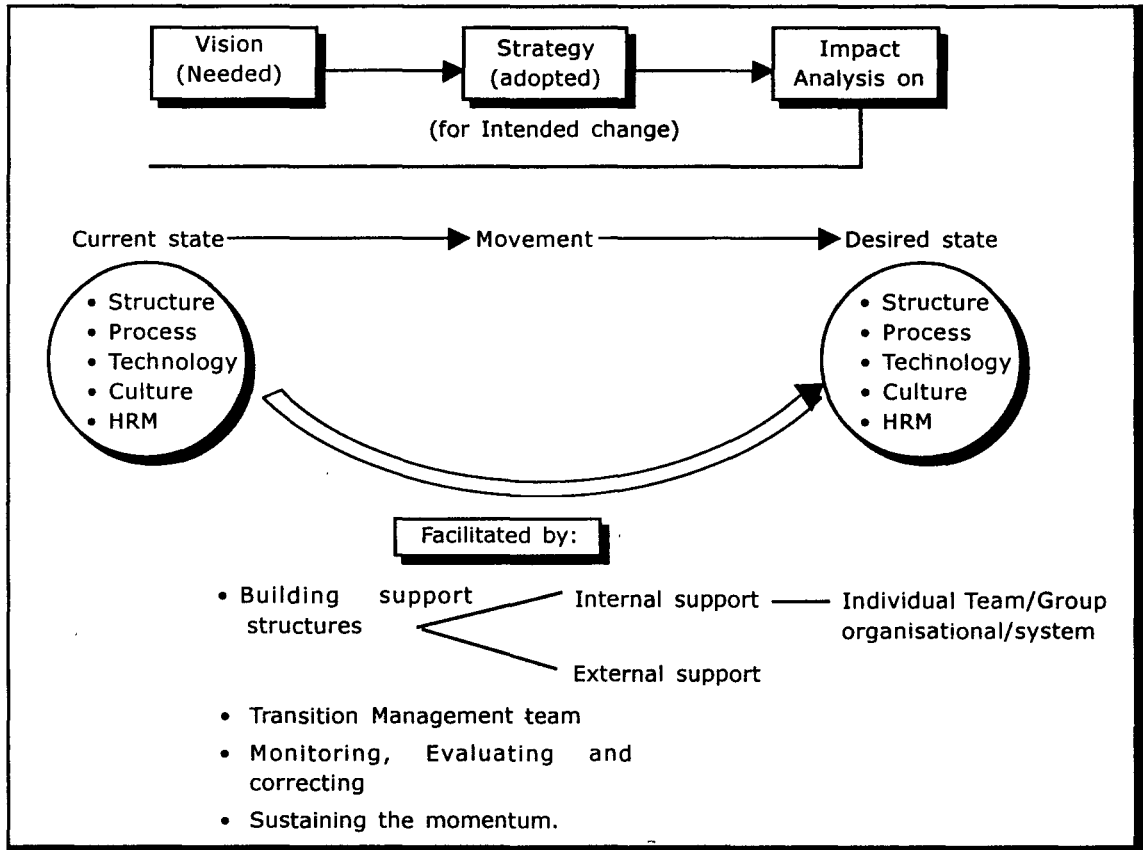 Vision
(Needed)
Strategy
(adopted)
Impact
Analysis on
(for Intended change)
Current state
Movement
Desired state
• Structure
• Process
• Technology
• Culture
• HRM
• Structure
• Process
• Technology
• Culture
• HRM
Facilitated by:
• Building support
structures
Internal support
Individual Team/Group
organisational/system
External support
• Transition Management team
• Monitoring, Evaluating and
correcting
• Sustaining the momentum.